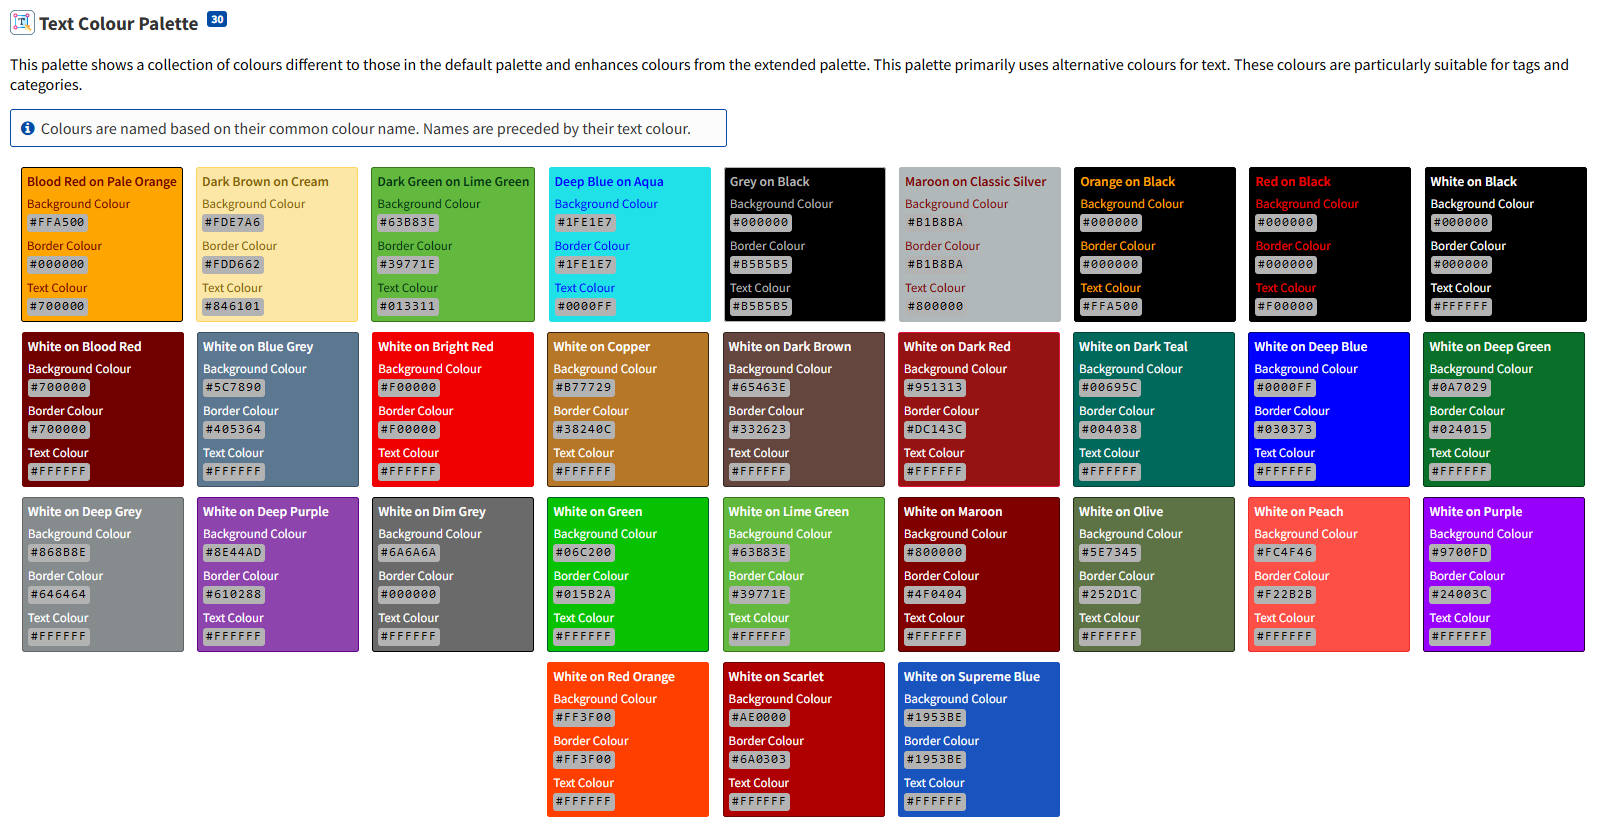 Text Colour Palette 30
This palette shows a collection of colours different to those in the default palette and enhances colours from the extended palette. This palette primarily uses alternative colours for text. These colours are particularly suitable for tags and
categories.
Colours are named based on their common colour name. Names are preceded by their text colour.
Blood Red on Pale Orange
Background Colour
#FFA500
Border Colour
#000000
Text Colour
#700000
Dark Brown on Cream
Background Colour
#FDE7A6
Border Colour
#FDD662
Text Colour
#846101
Dark Green on Lime Green
Background Colour
#63B83E
Border Colour
#39771E
Text Colour
#013311
Deep Blue on Aqua
Background Colour
#1FE1E7
Border Colour
#1FE1E7
Text Colour
#0000FF
Grey on Black
Background Colour
#000000
Border Colour
#B5B5B5
Text Colour
#B5B5B5
Maroon on Classic Silver
Background Colour
#B1B8BA
Border Colour
#B1B8BA
Text Colour
#800000
Orange on Black
Background Colour
#000000
Border Colour
#000000
Text Colour
#FFA500
Red on Black
Background Colour
#000000
Border Colour
#000000
Text Colour
#F00000
White on Black
Background Colour
#000000
Border Colour
#000000
Text Colour
#FFFFFF
White on Blood Red
Background Colour
#700000
Border Colour
#700000
Text Colour
#FFFFFF
White on Blue Grey
Background Colour
#5C7890
Border Colour
#405364
Text Colour
#FFFFFF
White on Bright Red
Background Colour
#F00000
Border Colour
#F00000
Text Colour
#FFFFFF
White on Copper
Background Colour
#B77729
Border Colour
#38240C
Text Colour
#FFFFFF
White on Dark Brown
Background Colour
#65463E
Border Colour
#332623
Text Colour
#FFFFFF
White on Dark Red
Background Colour
#951313
Border Colour
#DC143C
Text Colour
#FFFFFF
White on Dark Teal
Background Colour
#00695C
Border Colour
#004038
Text Colour
#FFFFFF
White on Deep Blue
Background Colour
#0000FF
Border Colour
#030373
Text Colour
#FFFFFF
White on Deep Green
Background Colour
#0A7029
Border Colour
#024015
Text Colour
#FFFFFF
White on Deep Grey
Background Colour
#868B8E
Border Colour
#646464
Text Colour
#FFFFFF
White on Deep Purple
Background Colour
#8E44AD
Border Colour
#610288
Text Colour
#FFFFFF
White on Dim Grey
Background Colour
#6A6A6A
Border Colour
#000000
Text Colour
#FFFFFF
White on Green
Background Colour
#06C200
Border Colour
#015B2A
Text Colour
#FFFFFF
White on Lime Green
Background Colour
#63B83E
Border Colour
#39771E
Text Colour
#FFFFFF
White on Maroon
Background Colour
#800000
Border Colour
#4F0404
Text Colour
#FFFFFF
White on Olive
Background Colour
#5E7345
Border Colour
#252D1C
Text Colour
#FFFFFF
White on Peach
Background Colour
#FC4F46
Border Colour
#F22B2B
Text Colour
#FFFFFF
White on Purple
Background Colour
#9700FD
Border Colour
#24003C
Text Colour
#FFFFFF
White on Red Orange
Background Colour
#FF3F00
Border Colour
#FF3F00
Text Colour
#FFFFFF
White on Scarlet
Background Colour
#AE0000
Border Colour
#6A0303
Text Colour
#FFFFFF
White on Supreme Blue
Background Colour
#1953BE
Border Colour
#1953BE
Text Colour
#FFFFFF